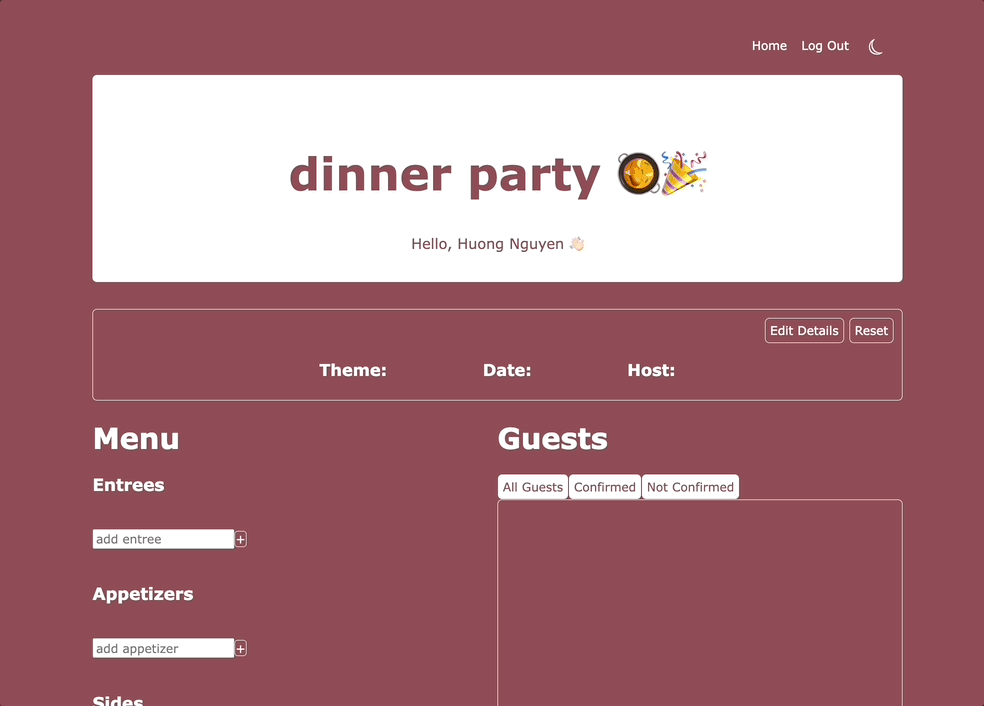 Home Log Out
dinner party 🥘🎉
Hello, Huong Nguyen 👋🏻
Edit Details Reset
Theme: Date: Host:
Menu
Entrees
add entree +
Appetizers
add appetizer +
Sides
Guests
All Guests Confirmed Not Confirmed